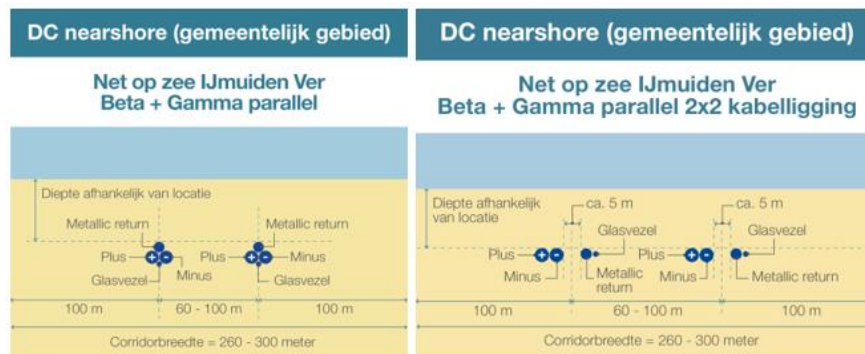 DC nearshore (gemeentelijk gebied)
Net op zee IJmuiden Ver
Beta + Gamma parallel
Diepte afhankelijk van locatie
Metallic return
Metallic return
Plus
Plus
Minus
Glasvezel
Minus
Glasvezel
100 m
60 - 100 m
100 m
Corridorbreedte = 260 - 300 meter
DC nearshore (gemeentelijk gebied)
Net op zee IJmuiden Ver
Beta + Gamma parallel 2x2 kabelligging
Diepte afhankelijk
van locatie
ca. 5 m
ca. 5 m
Glasvezel
Glasvezel
Plus
Plus
Minus
Metallic
return
Minus
Metallic return
100 m
60 - 100 m
100 m
Corridorbreedte = 260 - 300 meter